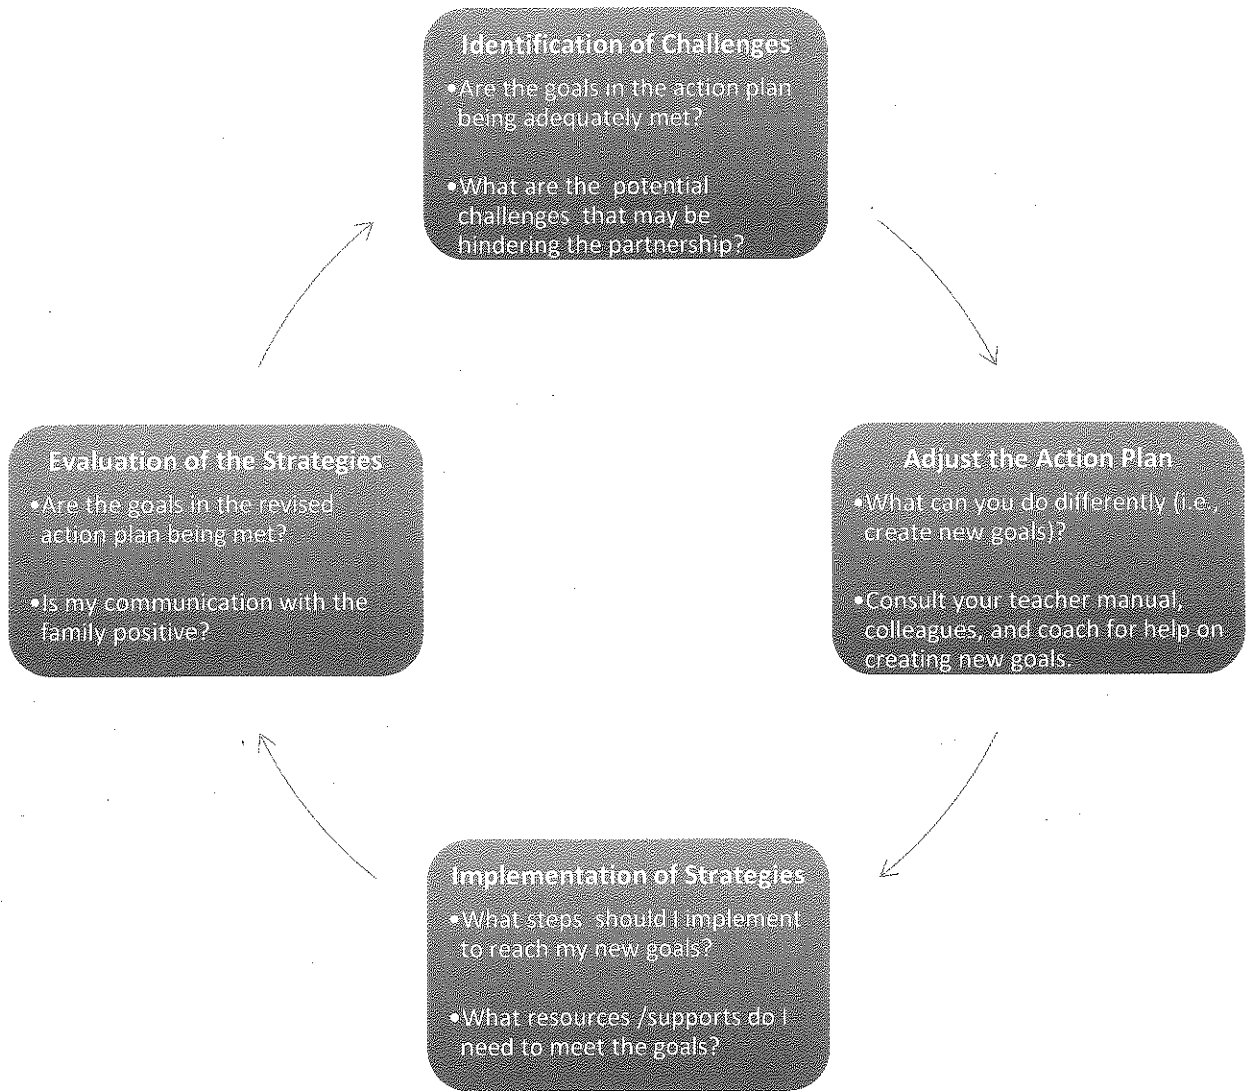 Identification of Challenges
•Are the goals in the action plan
being adequately met?
•What are the potential
challenges that may be
hindering the partnership?
Adjust the Action Plan
•What can you do differently (i.e.,
create new goals)?
•Consult your teacher manual,
colleagues, and coach for help on
creating new goals.
Implementation of Strategies
•What steps should I implement
to reach my new goals?
•What resources /supports do I
need to meet the goals?
Evaluation of the Strategies
•Are the goals in the revised
action plan being met?
•Is my communication with the
family positive?